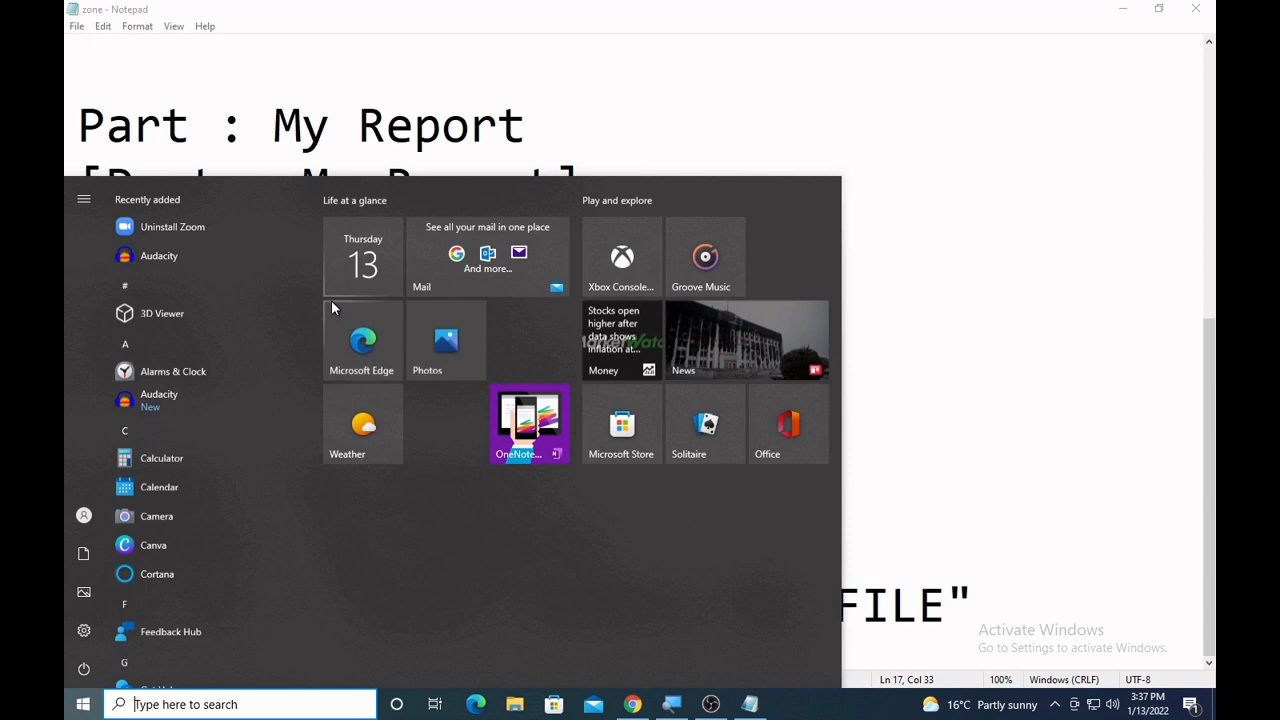 zone - Notepad
File Edit Format View Help
Part : My Report
FILE"
Recently added
Uninstall Zoom
Audacity
#
3D Viewer
A
Alarms & Clock
Audacity
New
C
Calculator
Calendar
Camera
Canva
Cortana
F
Feedback Hub
G
Life at a glance
Thursday
13
See all your mail in one place
And more...
Mail
Microsoft Edge
Photos
Weather
OneNote...
Play and explore
Xbox Console...
Groove Music
Stocks open
higher after
data shows
inflation at...
Money
News
Microsoft Store
Solitaire
Office
Activate Windows
Go to Settings to activate Windows.
Ln 17, Col 33 100% Windows (CRLF) UTF-8
Type here to search
16°C Partly sunny
3:37 PM
1/13/2022